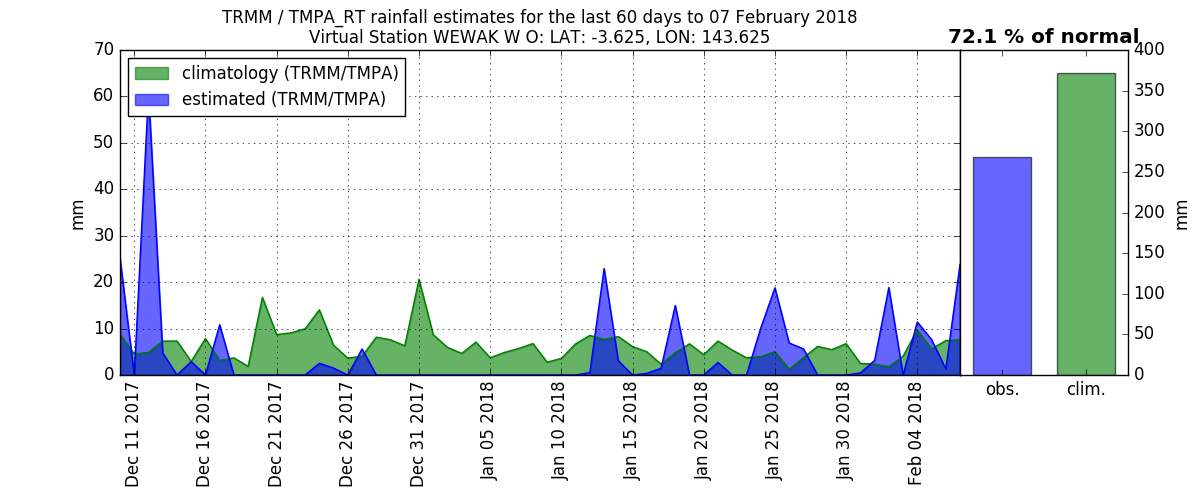 TRMM / TMPA_RT rainfall estimates for the last 60 days to 07 February 2018
Virtual Station WEWAK W O: LAT: -3.625, LON: 143.625
72.1 % of normal
climatology (TRMM/TMPA)
estimated (TRMM/TMPA)
70
60
50
40
30
20
10
0
mm
Dec 11 2017
Dec 16 2017
Dec 21 2017
Dec 26 2017
Dec 31 2017
Jan 05 2018
Jan 10 2018
Jan 15 2018
Jan 20 2018
Jan 25 2018
Jan 30 2018
Feb 04 2018
obs.
clim.
400
350
300
250
200
150
100
50
0
mm